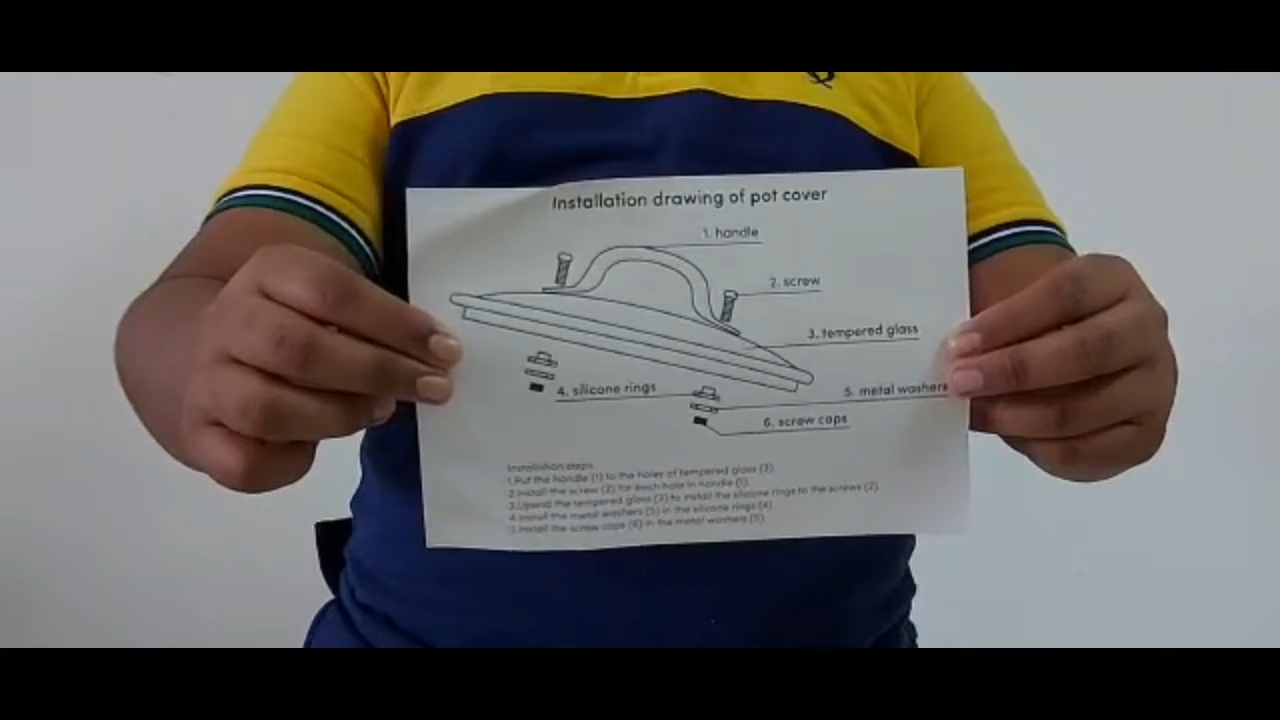 Installation drawing of pot cover
1. handle
2. screw
3. tempered glass
4. silicone rings
5. metal washers
6. screw caps
Installation steps
1.Put the handle (1) to the holes of tempered glass (3).
2.Install the screw (2) for each hole in handle (1).
3.Upend the tempered glass (3) to install the silicone rings to the screws (2)
4.Install the metal washers (5) in the silicone rings (4)
5.Install the screw caps (6) in the metal washers (5)